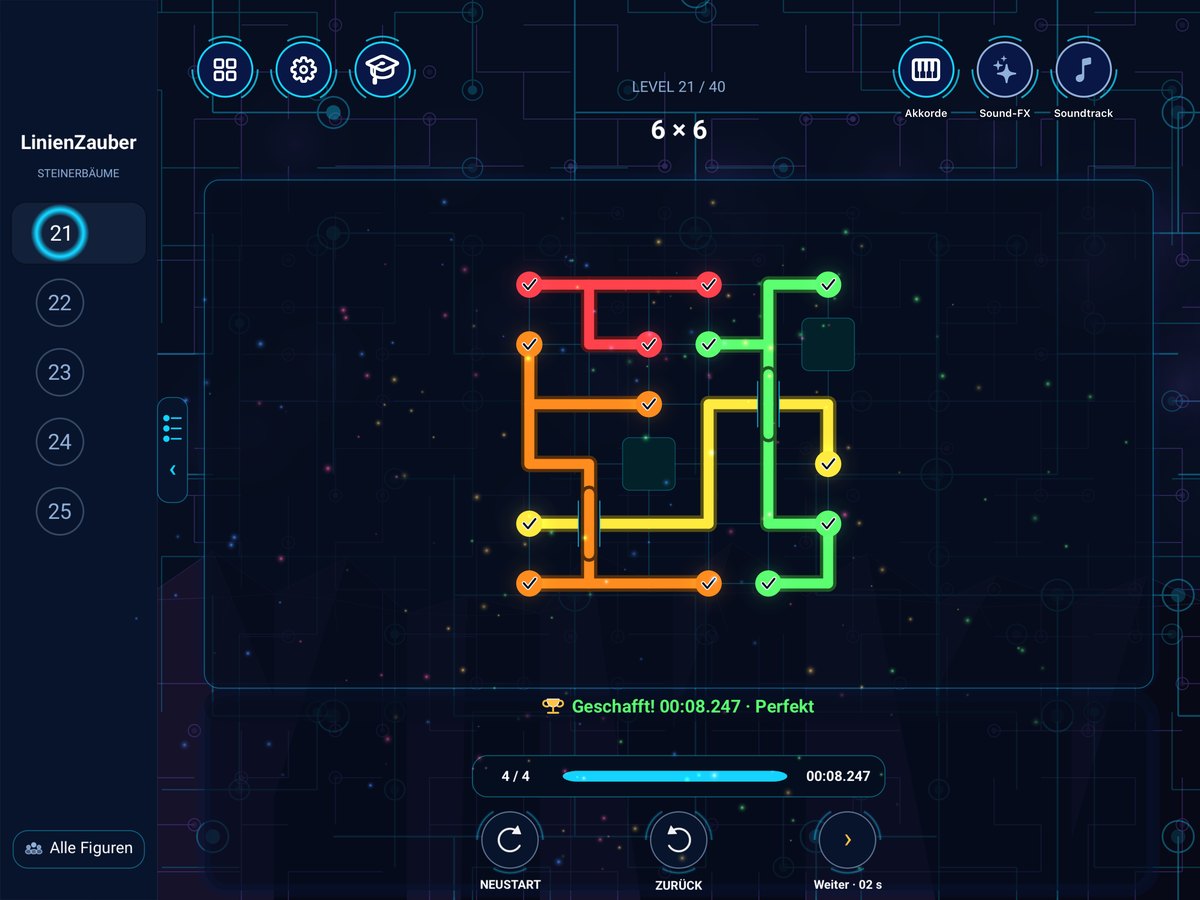 LEVEL 21 / 40
6 × 6
Akkorde
Sound-FX
Soundtrack
LinienZauber
STEINERBÄUME
21
22
23
24
25
Alle Figuren
Geschafft! 00:08.247 · Perfekt
4 / 4
00:08.247
NEUSTART
ZURÜCK
Weiter · 02 s